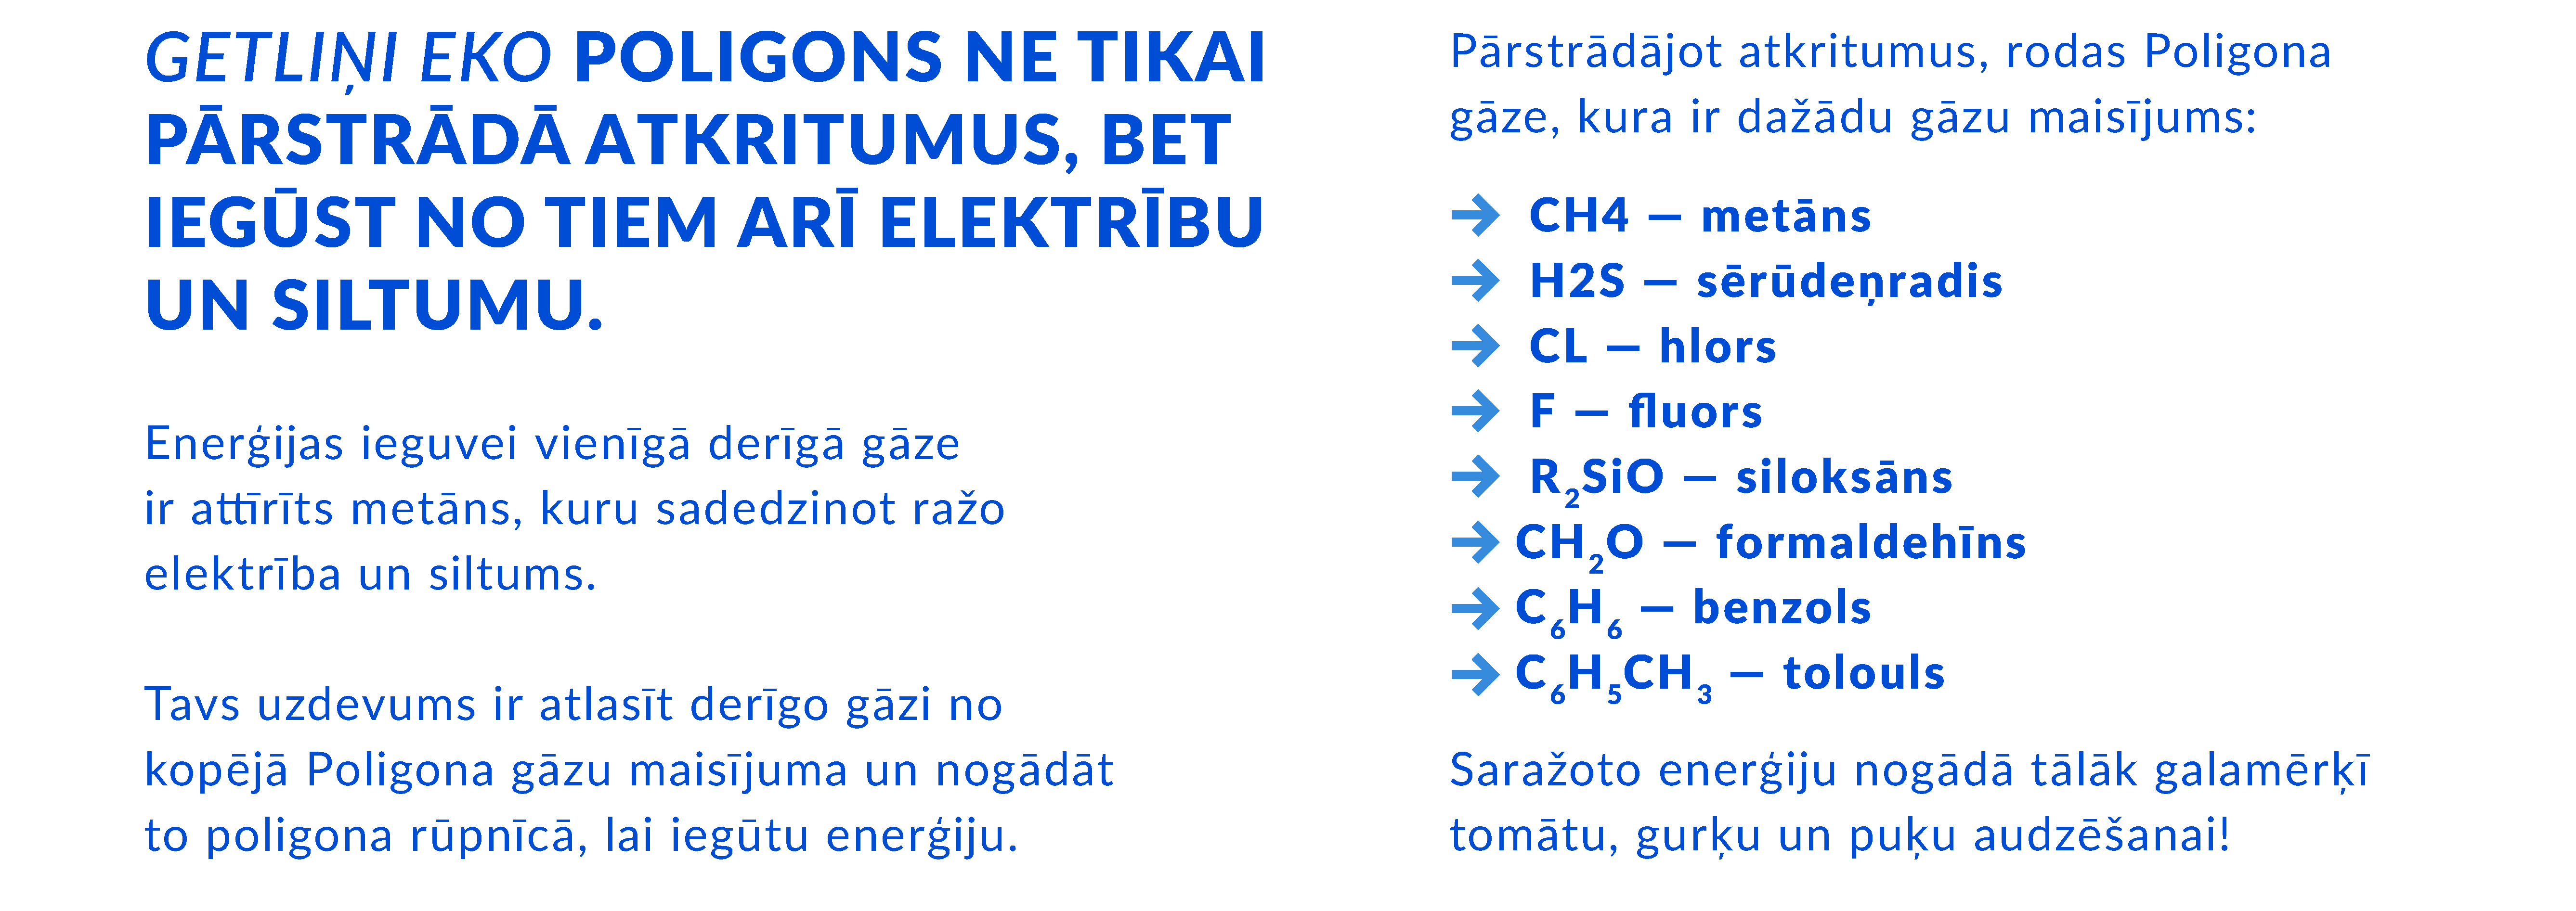 GETLIŅI EKO POLIGONS NE TIKAI
PĀRSTRĀDĀ ATKRITUMUS, BET
IEGŪST NO TIEM ARĪ ELEKTRĪBU
UN SILTUMU.
Enerģijas ieguvei vienīgā derīgā gāze
ir attīrīts metāns, kuru sadedzinot ražo
elektrība un siltums.
Tavs uzdevums ir atlasīt derīgo gāzi no
kopējā Poligona gāzu maisījuma un nogādāt
to poligona rūpnīcā, lai iegūtu enerģiju.
Pārstrādājot atkritumus, rodas Poligona
gāze, kura ir dažādu gāzu maisījums:
→ CH4 — metāns
→ H2S — sērūdeņradis
→ CL — hlors
→ F — fluors
→ R₂SiO — siloksāns
→ CH₂O — formaldehīns
→ C₆H₆ — benzols
→ C₆H₅CH₃ — tolouls
Saražoto enerģiju nogādā tālāk galamērķī
tomātu, gurķu un puķu audzēšanai!